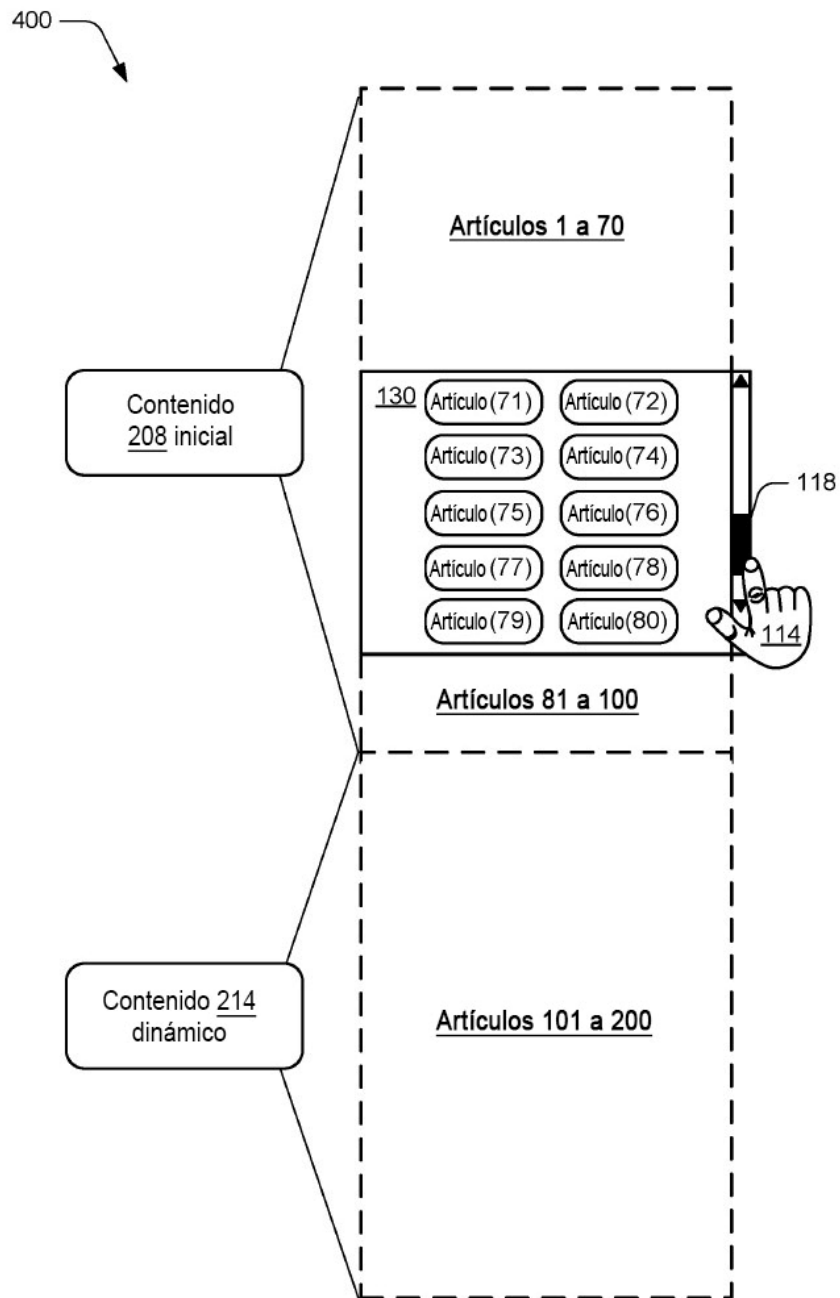 400
Artículos 1 a 70
Contenido
208 inicial
130
Artículo (71)
Artículo (72)
Artículo (73)
Artículo (74)
118
Artículo (75)
Artículo (76)
Artículo (77)
Artículo (78)
Artículo (79)
Artículo (80)
114
Artículos 81 a 100
Contenido 214
dinámico
Artículos 101 a 200